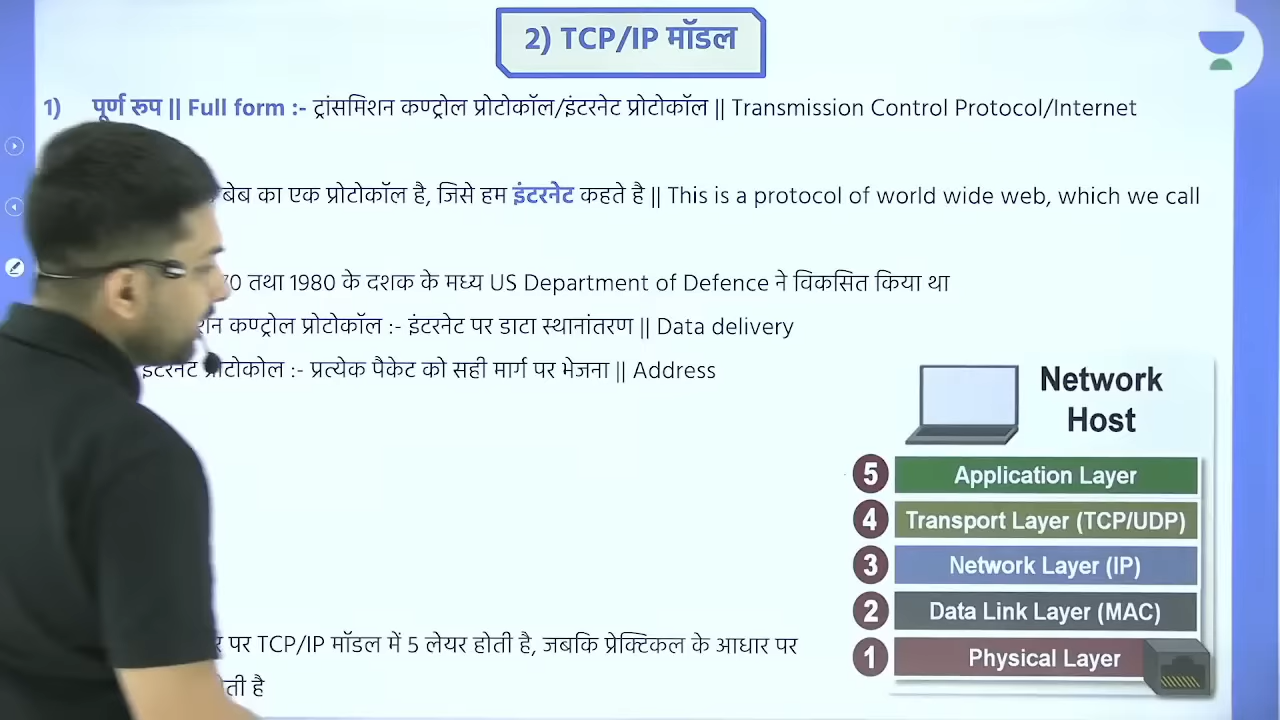 2) TCP/IP मॉडल
1) पूर्ण रूप || Full form :- ट्रांसमिशन कण्ट्रोल प्रोटोकॉल/इंटरनेट प्रोटोकॉल || Transmission Control Protocol/Internet
बेब का एक प्रोटोकॉल है, जिसे हम इंटरनेट कहते है || This is a protocol of world wide web, which we call
तथा 1980 के दशक के मध्य US Department of Defence ने विकसित किया था
कण्ट्रोल प्रोटोकॉल :- इंटरनेट पर डाटा स्थानांतरण || Data delivery
इंटरनेट प्रोटोकोल :- प्रत्येक पैकेट को सही मार्ग पर भेजना || Address
Network
Host
5 Application Layer
4 Transport Layer (TCP/UDP)
3 Network Layer (IP)
2 Data Link Layer (MAC)
1 Physical Layer
पर TCP/IP मॉडल में 5 लेयर होती है, जबकि प्रेक्टिकल के आधार पर
है